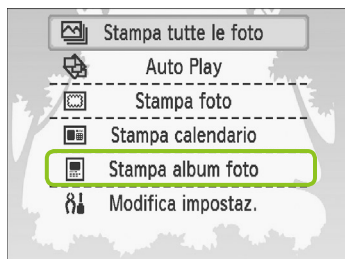 Stampa tutte le foto
Auto Play
Stampa foto
Stampa calendario
Stampa album foto
Modifica impostaz.